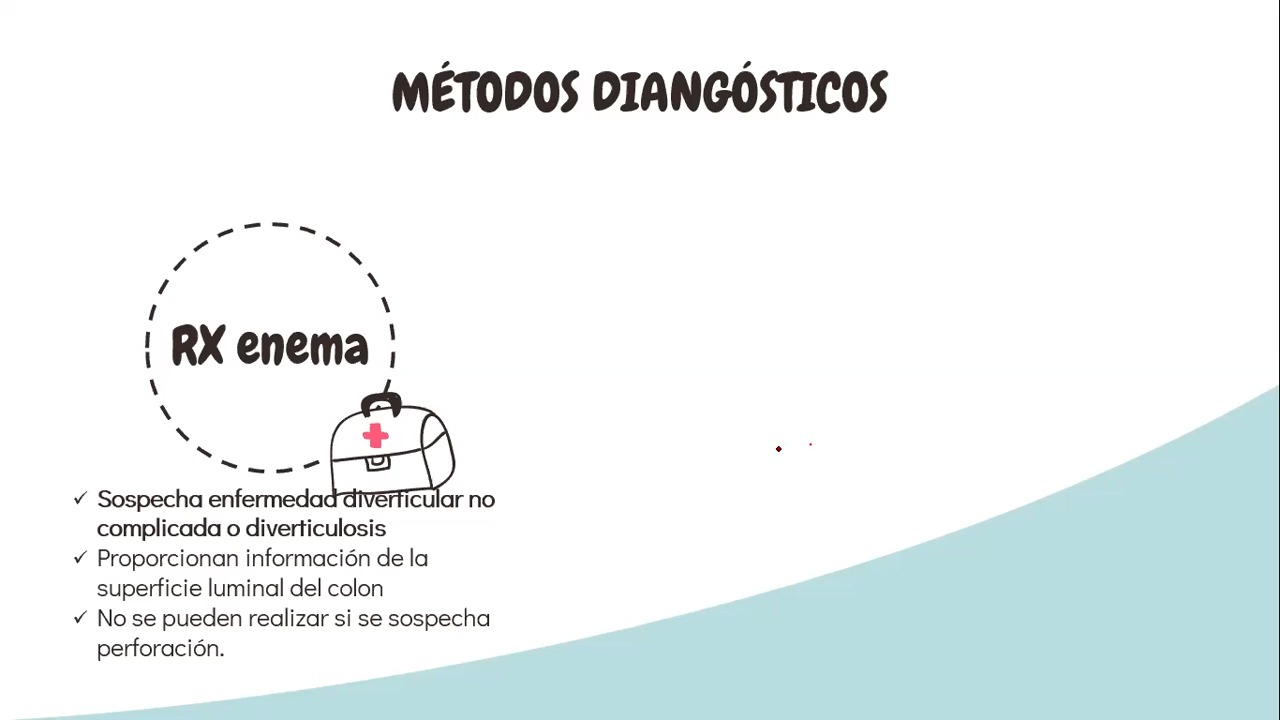 MÉTODOS DIANGÓSTICOS
RX enema
✓ Sospecha enfermedad diverticular no
complicada o diverticulosis
✓ Proporcionan información de la
superficie luminal del colon
✓ No se pueden realizar si se sospecha
perforación.